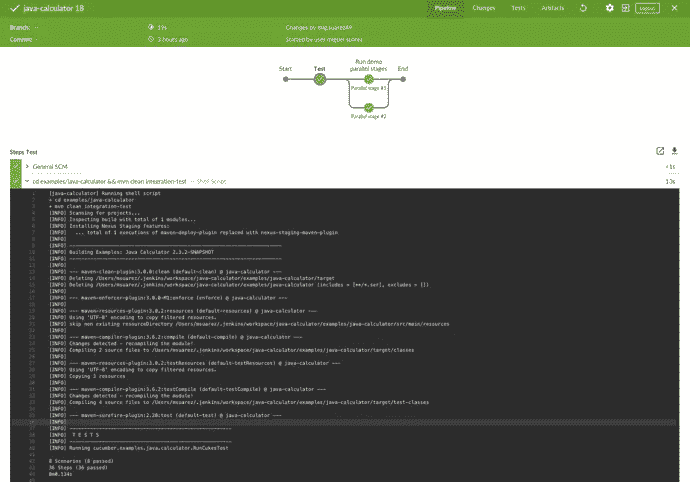 java-calculator 18
Pipeline Changes Tests Artifacts Logout
Branch: —
Commit: —
3 hours ago
Changes by
Started by user miguel suarez
Start Test Run demo End
parallel stages
Parallel stage #1
Parallel stage #2
Steps Test
> General SCM <1s
cd examples/java-calculator && mvn clean integration-test — Shell Script 13s
[java-calculator] Running shell script
+ cd examples/java-calculator
+ mvn clean integration-test
[INFO] Scanning for projects...
[INFO] Inspecting build with total of 1 modules...
[INFO] Installing Nexus Staging features:
[INFO] ... total of 1 executions of maven-deploy-plugin replaced with nexus-staging-maven-plugin
[INFO]
[INFO] ------------------------------------------------------------------------
[INFO] Building Examples: Java Calculator 2.3.2-SNAPSHOT
[INFO] ------------------------------------------------------------------------
[INFO]
[INFO] --- maven-clean-plugin:3.0.0:clean (default-clean) @ java-calculator ---
[INFO] Deleting /Users/msuarez/.jenkins/workspace/java-calculator/examples/java-calculator/target
[INFO] Deleting /Users/msuarez/.jenkins/workspace/java-calculator/examples/java-calculator (includes = [**/*.ser], excludes = [])
[INFO]
[INFO] --- maven-enforcer-plugin:3.0.0-M1:enforce (enforce) @ java-calculator ---
[INFO]
[INFO] --- maven-resources-plugin:3.0.2:resources (default-resources) @ java-calculator ---
[INFO] Using 'UTF-8' encoding to copy filtered resources.
[INFO] skip non existing resourceDirectory /Users/msuarez/.jenkins/workspace/java-calculator/examples/java-calculator/src/main/resources
[INFO]
[INFO] --- maven-compiler-plugin:3.6.2:compile (default-compile) @ java-calculator ---
[INFO] Changes detected - recompiling the module!
[INFO] Compiling 2 source files to /Users/msuarez/.jenkins/workspace/java-calculator/examples/java-calculator/target/classes
[INFO]
[INFO] --- maven-resources-plugin:3.0.2:testResources (default-testResources) @ java-calculator ---
[INFO] Using 'UTF-8' encoding to copy filtered resources.
[INFO] Copying 3 resources
[INFO]
[INFO] --- maven-compiler-plugin:3.6.2:testCompile (default-testCompile) @ java-calculator ---
[INFO] Changes detected - recompiling the module!
[INFO] Compiling 4 source files to /Users/msuarez/.jenkins/workspace/java-calculator/examples/java-calculator/target/test-classes
[INFO]
[INFO] --- maven-surefire-plugin:2.20:test (default-test) @ java-calculator ---
[INFO]
[INFO] -------------------------------------------------------
[INFO] T E S T S
[INFO] -------------------------------------------------------
[INFO] Running cucumber.examples.java.calculator.RunCukesTest
8 Scenarios (8 passed)
36 Steps (36 passed)
0m0.114s